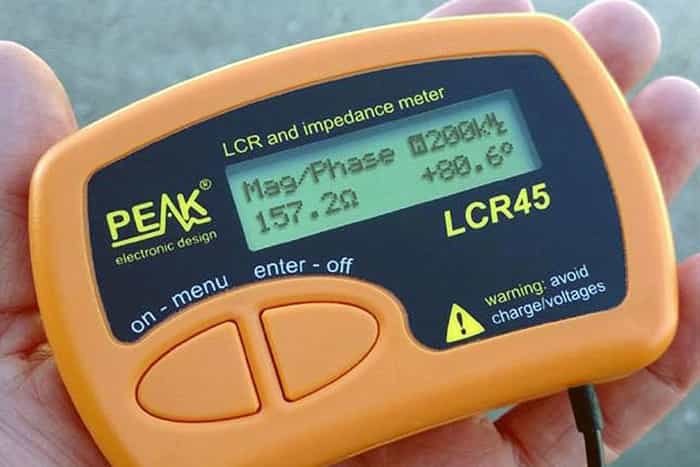 LCR and impedance meter
Mag/Phase 200kHz
157.2Ω +80.6°
PEAK®
electronic design
LCR45
on - menu enter - off
warning: avoid
charge/voltages